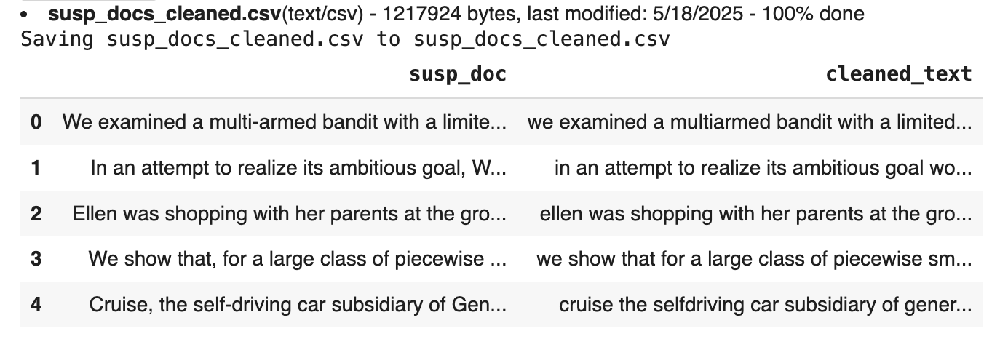 • susp_docs_cleaned.csv(text/csv) - 1217924 bytes, last modified: 5/18/2025 - 100% done
Saving susp_docs_cleaned.csv to susp_docs_cleaned.csv
susp_doc cleaned_text
0 We examined a multi-armed bandit with a limite... we examined a multiarmed bandit with a limited...
1 In an attempt to realize its ambitious goal, W... in an attempt to realize its ambitious goal wo...
2 Ellen was shopping with her parents at the gro... ellen was shopping with her parents at the gro...
3 We show that, for a large class of piecewise ... we show that for a large class of piecewise sm...
4 Cruise, the self-driving car subsidiary of Gen... cruise the selfdriving car subsidiary of gener...